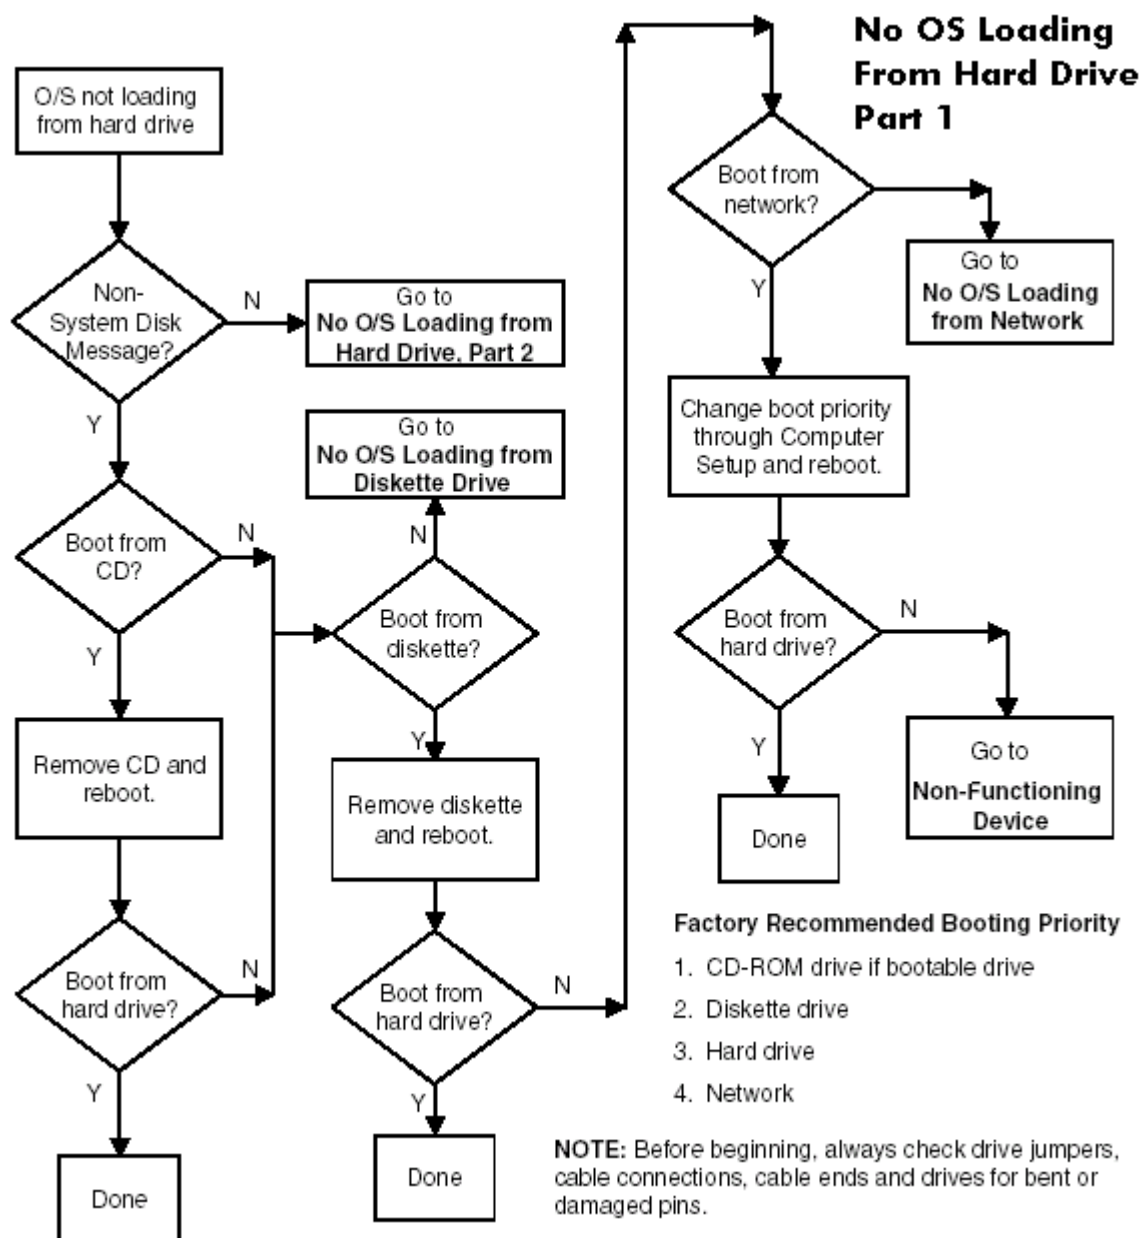 No OS Loading
From Hard Drive
Part 1
O/S not loading
from hard drive
Non-
System Disk
Message?
N
Go to
No O/S Loading from
Hard Drive, Part 2
Y
Boot from
CD?
N
Y
Remove CD and
reboot.
Boot from
hard drive?
N
Y
Done
Go to
No O/S Loading from
Diskette Drive
N
Boot from
diskette?
Y
Remove diskette
and reboot.
Boot from
hard drive?
N
Y
Done
Boot from
network?
Go to
No O/S Loading
from Network
Y
Change boot priority
through Computer
Setup and reboot.
Boot from
hard drive?
N
Go to
Non-Functioning
Device
Y
Done
Factory Recommended Booting Priority
1. CD-ROM drive if bootable drive
2. Diskette drive
3. Hard drive
4. Network
NOTE: Before beginning, always check drive jumpers,
cable connections, cable ends and drives for bent or
damaged pins.